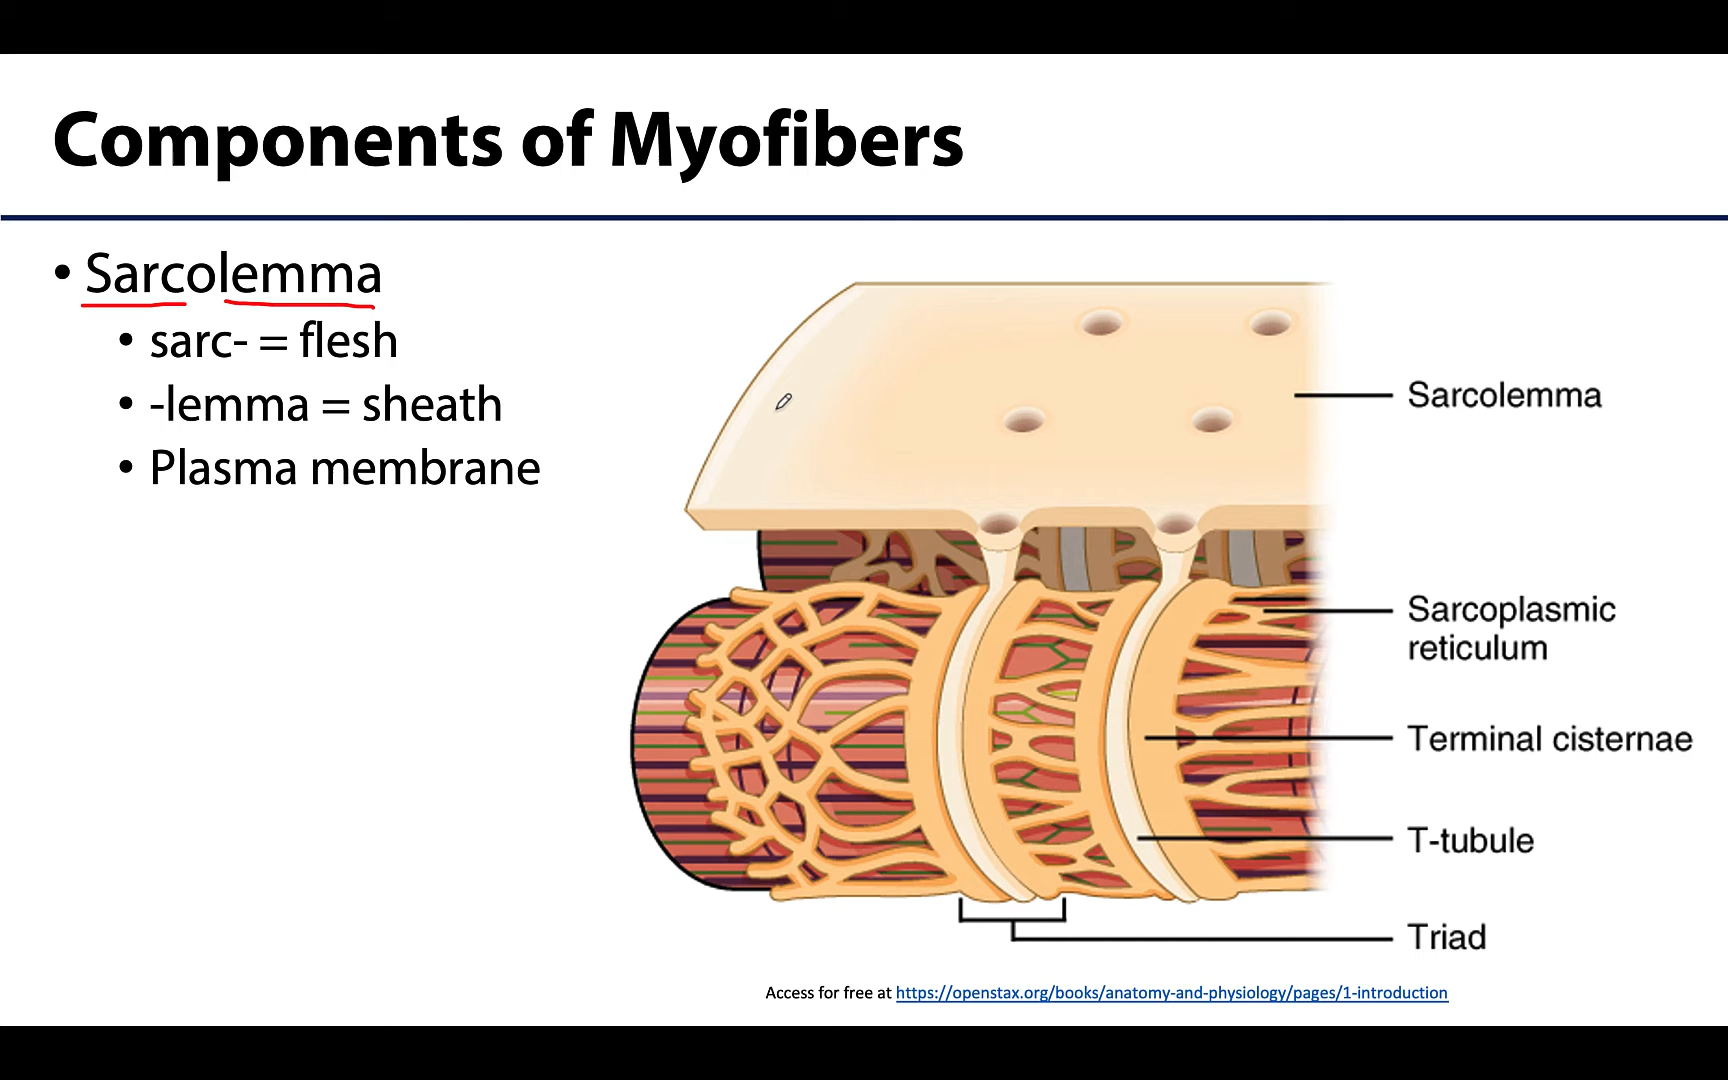 Components of Myofibers
• Sarcolemma
• sarc- = flesh
• -lemma = sheath
• Plasma membrane
Sarcolemma
Sarcoplasmic
reticulum
Terminal cisternae
T-tubule
Triad
Access for free at https://openstax.org/books/anatomy-and-physiology/pages/1-introduction